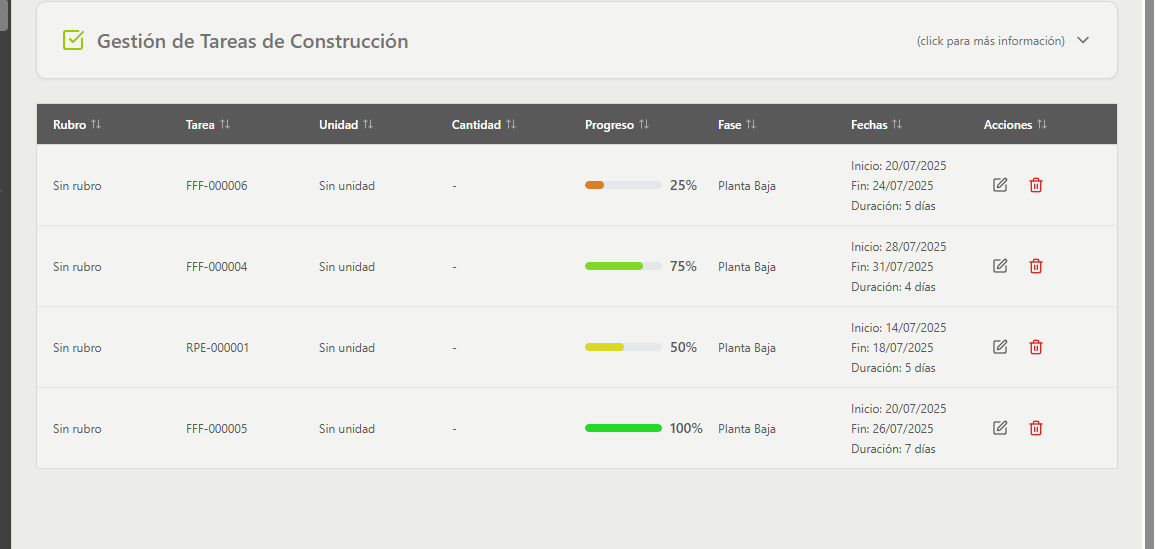 Gestión de Tareas de Construcción
(click para más información)
Rubro Tarea Unidad Cantidad Progreso Fase Fechas Acciones
Sin rubro FFF-000006 Sin unidad - 25% Planta Baja Inicio: 20/07/2025
Fin: 24/07/2025
Duración: 5 días
Sin rubro FFF-000004 Sin unidad - 75% Planta Baja Inicio: 28/07/2025
Fin: 31/07/2025
Duración: 4 días
Sin rubro RPE-000001 Sin unidad - 50% Planta Baja Inicio: 14/07/2025
Fin: 18/07/2025
Duración: 5 días
Sin rubro FFF-000005 Sin unidad - 100% Planta Baja Inicio: 20/07/2025
Fin: 26/07/2025
Duración: 7 días